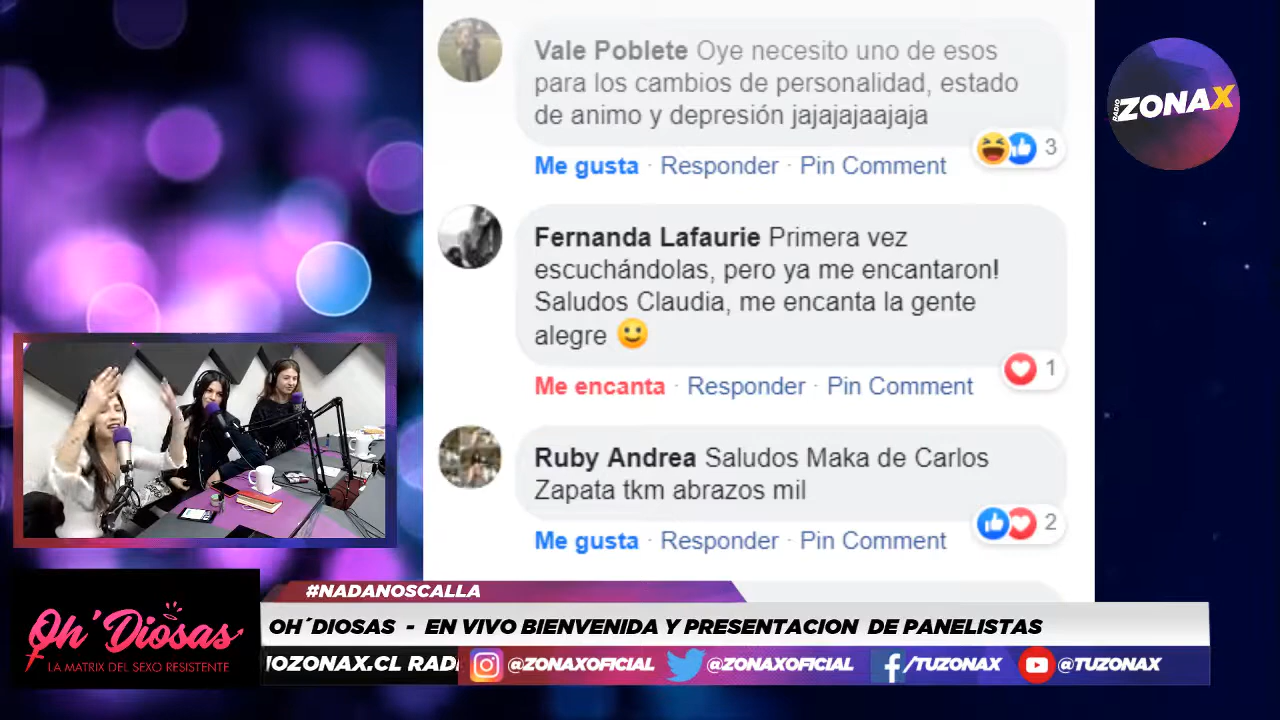 Vale Poblete Oye necesito uno de esos
para los cambios de personalidad, estado
de animo y depresión jajajajaajaja
3
Me gusta · Responder · Pin Comment
Fernanda Lafaurie Primera vez
escuchándolas, pero ya me encantaron!
Saludos Claudia, me encanta la gente
alegre
1
Me encanta · Responder · Pin Comment
Ruby Andrea Saludos Maka de Carlos
Zapata tkm abrazos mil
2
Me gusta · Responder · Pin Comment
RADIO ZONAX
#NADANOSCALLA
OH´DIOSAS - EN VIVO BIENVENIDA Y PRESENTACION DE PANELISTAS
Oh' Diosas
LA MATRIX DEL SEXO RESISTENTE
IOZONAX.CL RADI
@ZONAXOFICIAL
@ZONAXOFICIAL
/TUZONAX
@TUZONAX